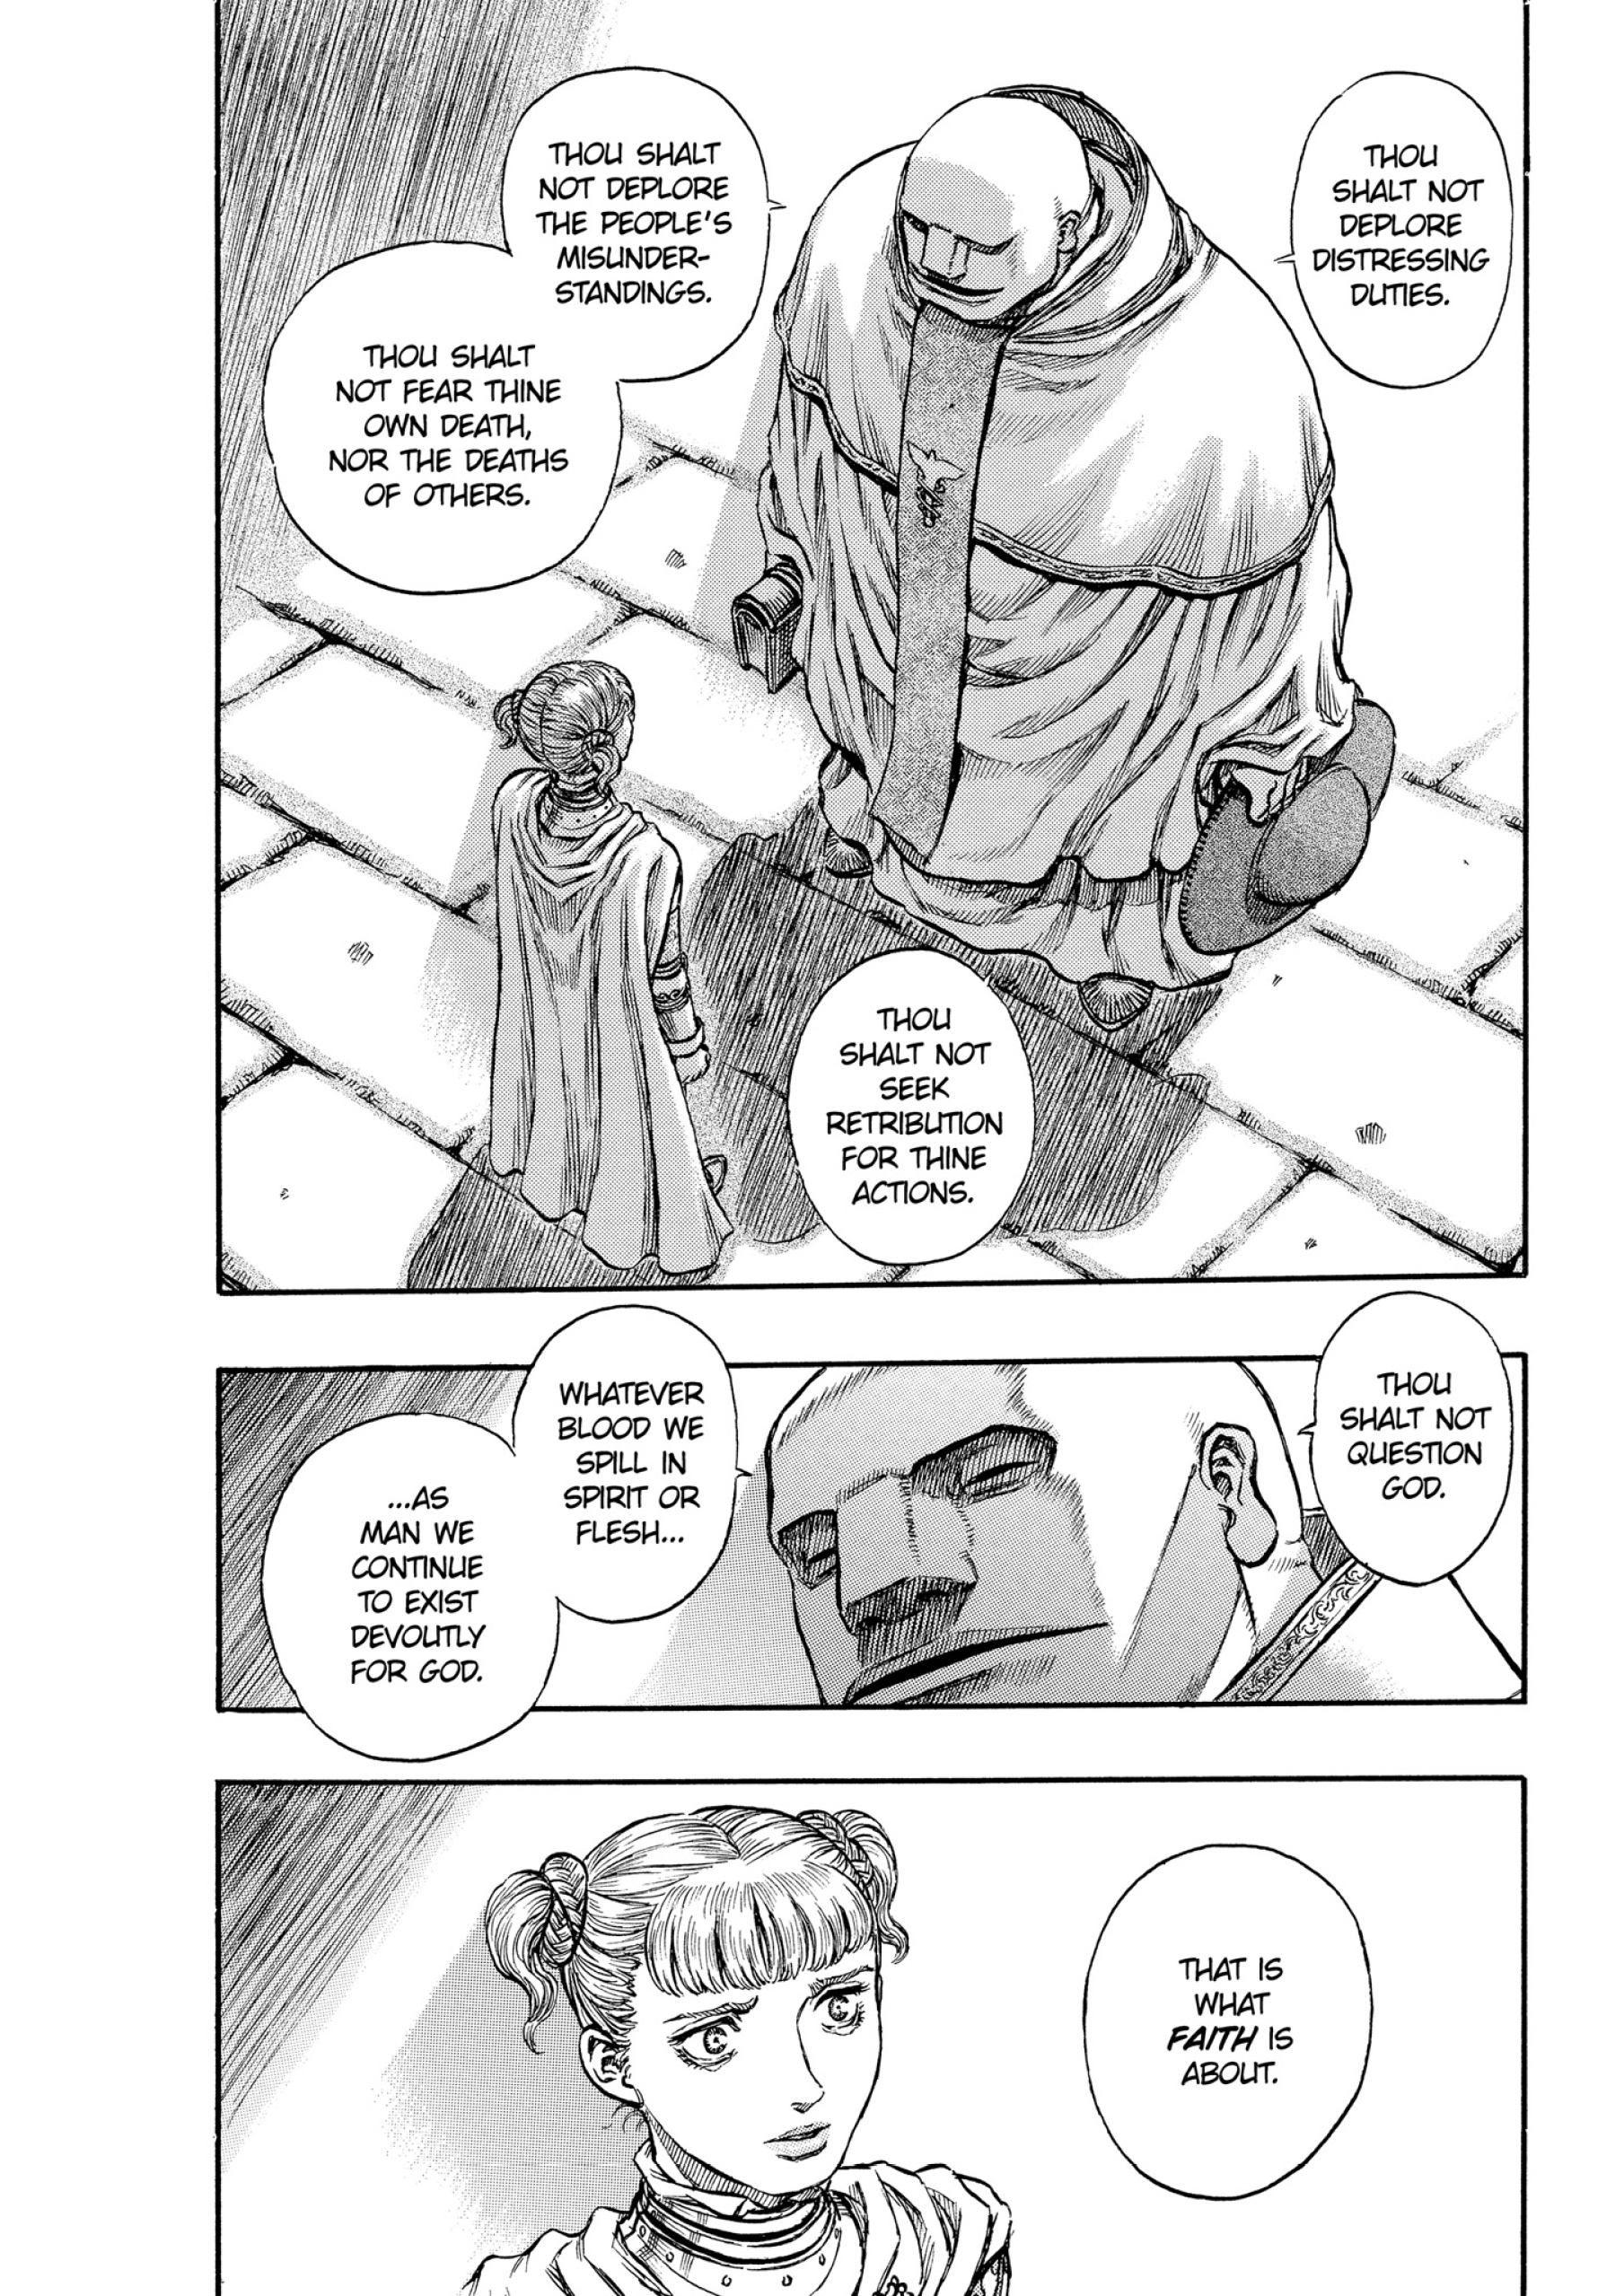 THOU
SHALT NOT
DEPLORE
DISTRESSING
DUTIES.
THOU SHALT
NOT DEPLORE
THE PEOPLE'S
MISUNDER-
STANDINGS.
THOU SHALT
NOT FEAR THINE
OWN DEATH,
NOR THE DEATHS
OF OTHERS.
THOU
SHALT NOT
SEEK
RETRIBUTION
FOR THINE
ACTIONS.
THOU
SHALT NOT
QUESTION
GOD.
WHATEVER
BLOOD WE
SPILL IN
SPIRIT OR
FLESH...
...AS
MAN WE
CONTINUE
TO EXIST
DEVOUTLY
FOR GOD.
THAT IS
WHAT
FAITH IS
ABOUT.